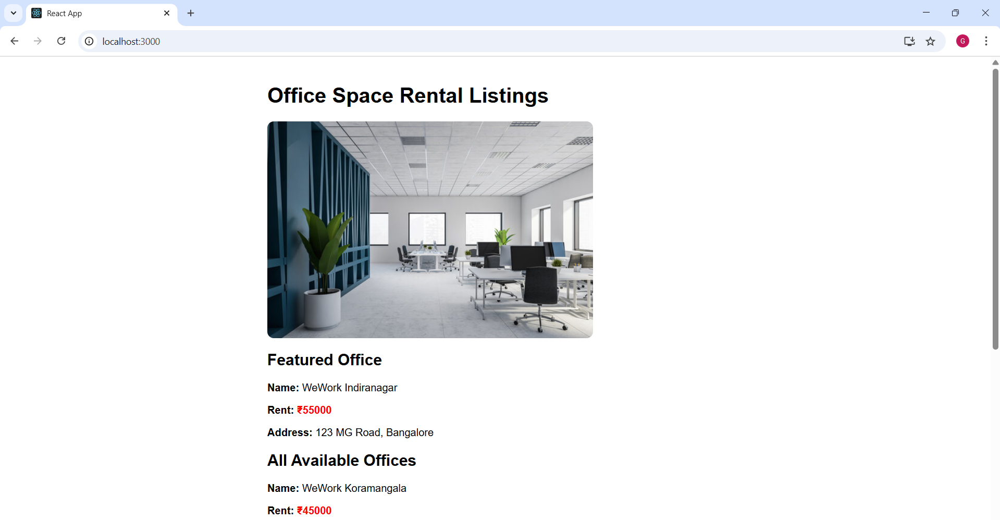 React App
localhost:3000
G
Office Space Rental Listings
Featured Office
Name: WeWork Indiranagar
Rent: ₹55000
Address: 123 MG Road, Bangalore
All Available Offices
Name: WeWork Koramangala
Rent: ₹45000